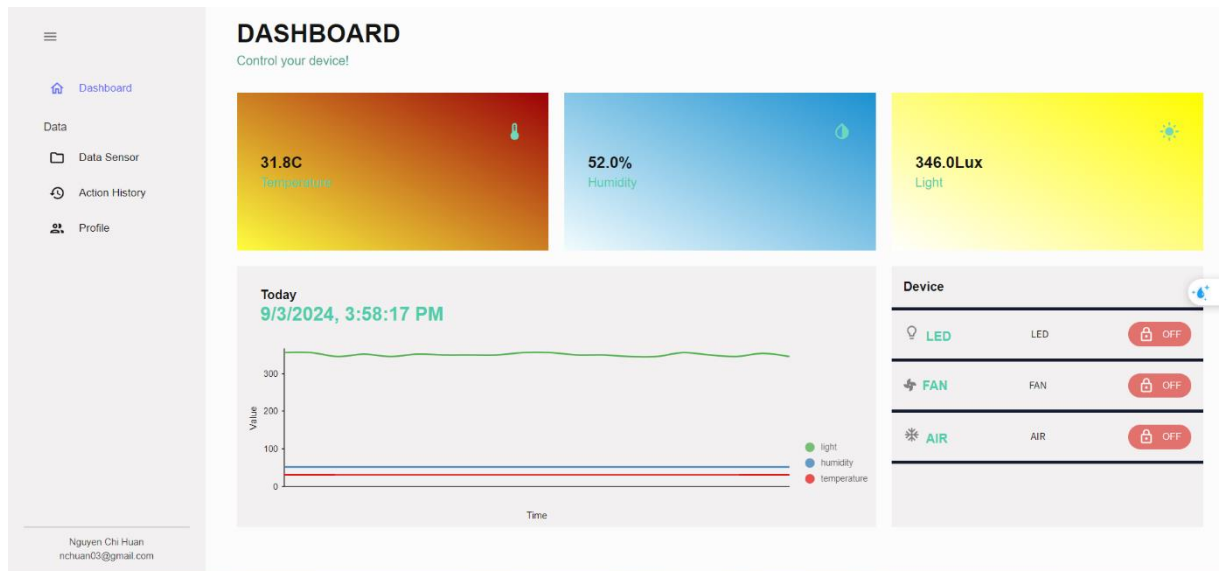 DASHBOARD
Control your device!
Dashboard
Data
Data Sensor
Action History
Profile
Nguyen Chi Huan
nchuan03@gmail.com
31.8C
Temperature
52.0%
Humidity
346.0Lux
Light
Today
9/3/2024, 3:58:17 PM
300
200
100
0
Value
Time
light
humidity
temperature
Device
LED LED OFF
FAN FAN OFF
AIR AIR OFF